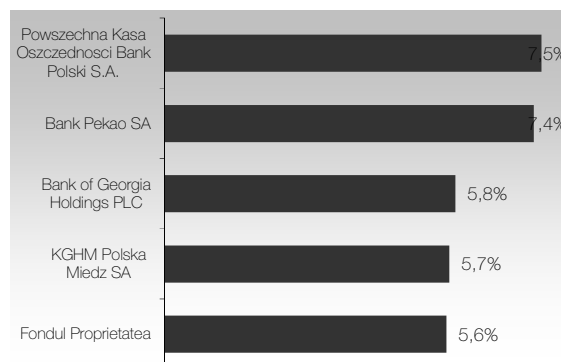 Powszechna Kasa
Oszczednosci Bank
Polski S.A.
7,5%
Bank Pekao SA
7,4%
Bank of Georgia
Holdings PLC
5,8%
KGHM Polska
Miedz SA
5,7%
Fondul Proprietatea
5,6%